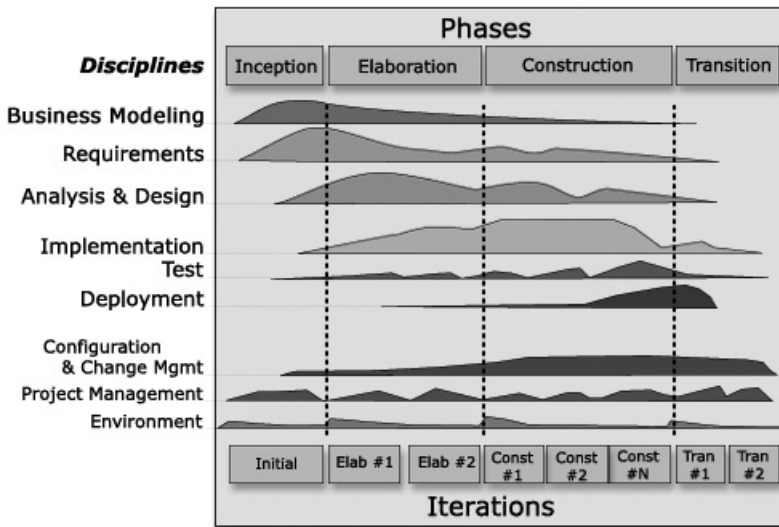 Phases
Disciplines
Inception
Elaboration
Construction
Transition
Business Modeling
Requirements
Analysis & Design
Implementation
Test
Deployment
Configuration
& Change Mgmt
Project Management
Environment
Initial
Elab #1
Elab #2
Const
#1
Const
#2
Const
#N
Tran
#1
Tran
#2
Iterations